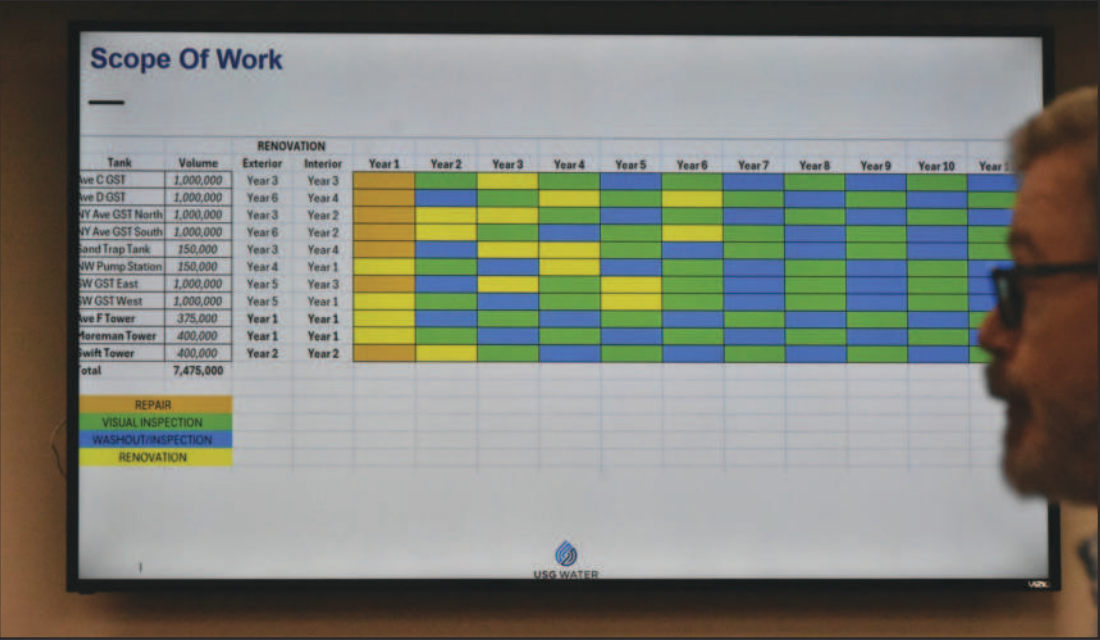 Scope Of Work
RENOVATION
Tank Volume Exterior Interior Year 1 Year 2 Year 3 Year 4 Year 5 Year 6 Year 7 Year 8 Year 9 Year 10 Year 1
Ave C GST 1,000,000 Year 3 Year 3
Ave D GST 1,000,000 Year 6 Year 4
NY Ave GST North 1,000,000 Year 3 Year 2
NY Ave GST South 1,000,000 Year 6 Year 2
Sand Trap Tank 150,000 Year 3 Year 4
NW Pump Station 150,000 Year 4 Year 1
SW GST East 1,000,000 Year 5 Year 3
SW GST West 1,000,000 Year 5 Year 1
Ave F Tower 375,000 Year 1 Year 1
Moreman Tower 400,000 Year 1 Year 1
Swift Tower 400,000 Year 2 Year 2
Total 7,475,000
REPAIR
VISUAL INSPECTION
WASHOUT/INSPECTION
RENOVATION
USG WATER
VIZIO